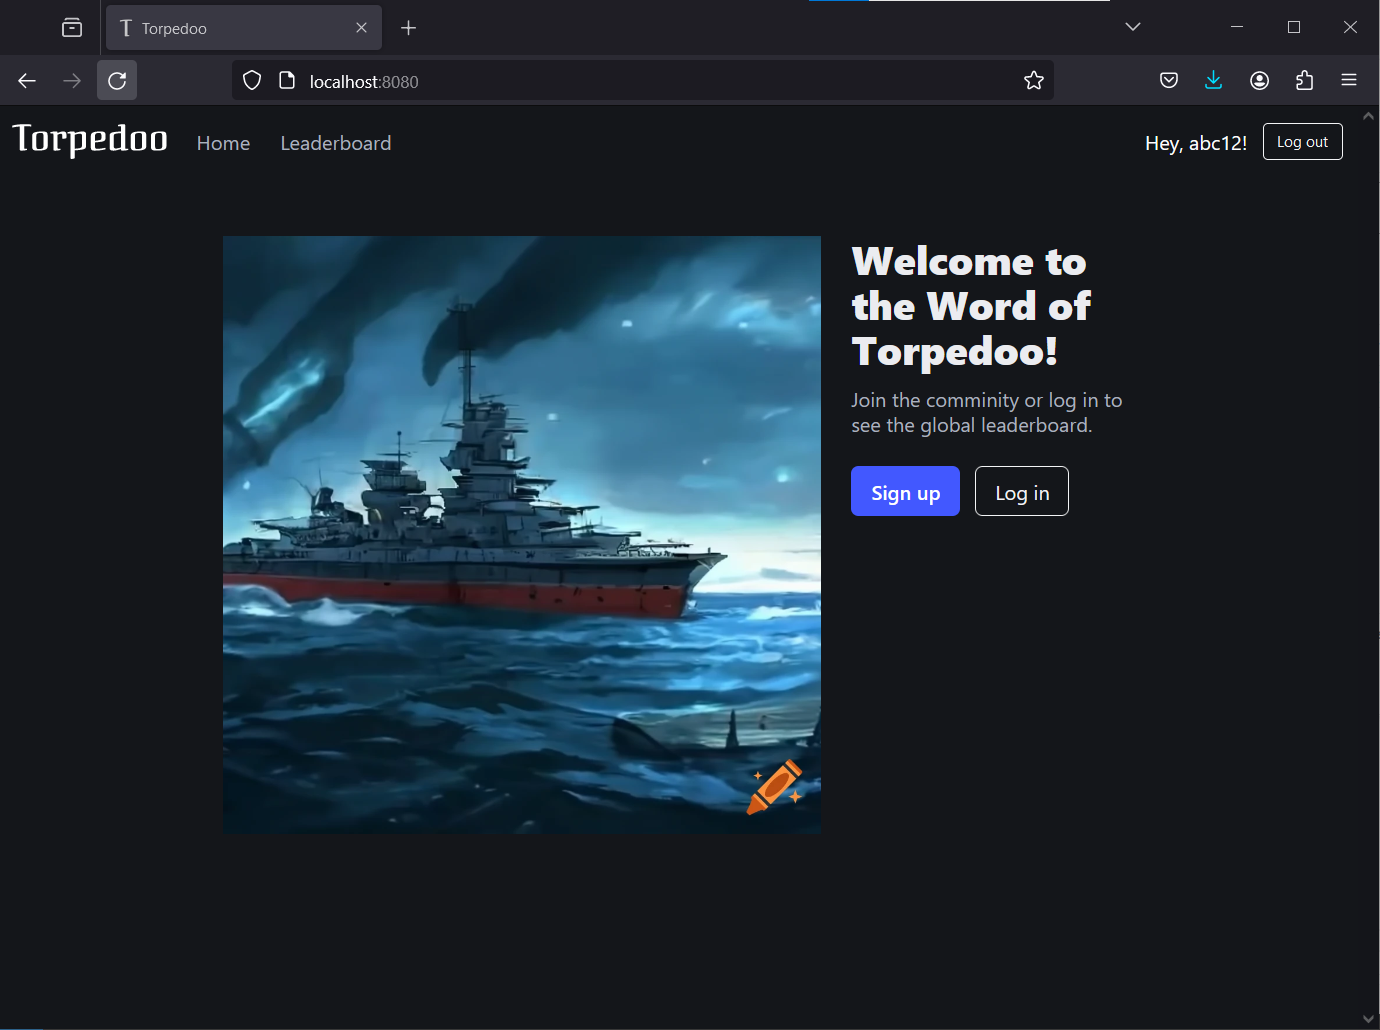 Torpedoo
localhost:8080
Torpedoo
Home
Leaderboard
Hey, abc12!
Log out
Welcome to
the Word of
Torpedoo!
Join the comminity or log in to
see the global leaderboard.
Sign up
Log in